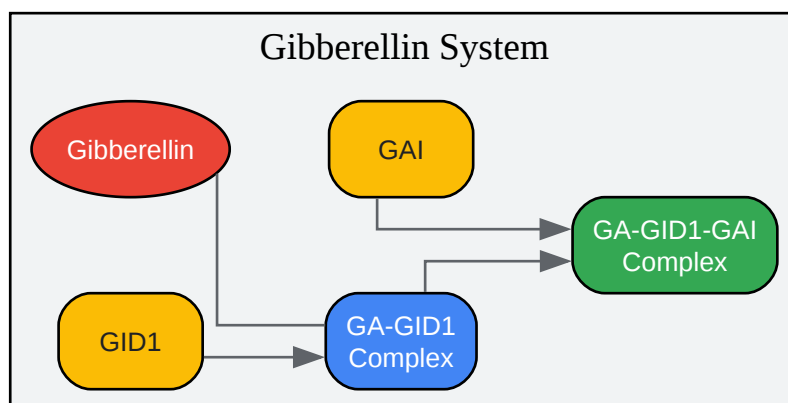 Gibberellin System
Gibberellin
GAI
GA-GID1-GAI
Complex
GID1
GA-GID1
Complex